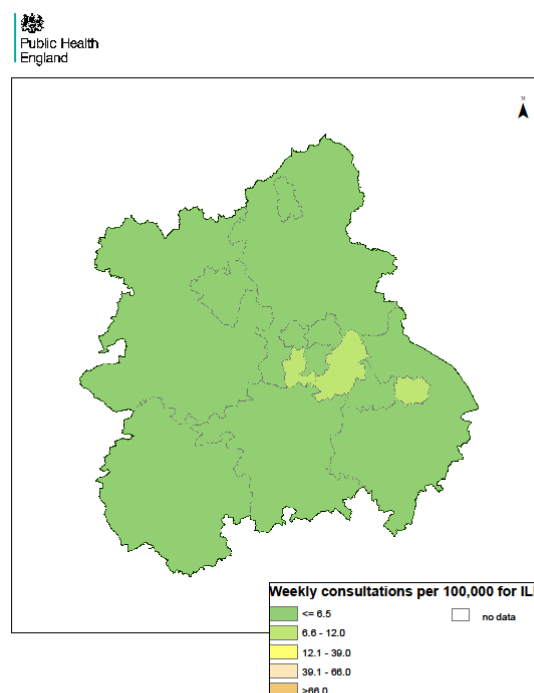 Public Health
England
N
Weekly consultations per 100,000 for ILI
<= 6.5
no data
6.6 - 12.0
12.1 - 39.0
39.1 - 66.0
>66.0